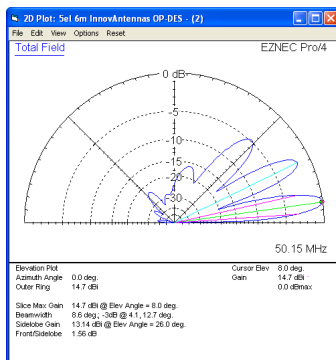 2D Plot: 5el 6m InnovAntennas OP-DES - (2)
File Edit View Options Reset
Total Field
EZNEC Pro/4
0 dB
-5
-10
-15
-20
-30
50.15 MHz
Elevation Plot
Azimuth Angle 0.0 deg.
Outer Ring 14.7 dBi
Cursor Elev 8.0 deg.
Gain 14.7 dBi
0.0 dBmax
Slice Max Gain 14.7 dBi @ Elev Angle = 8.0 deg.
Beamwidth 8.6 deg.; -3dB @ 4.1, 12.7 deg.
Sidelobe Gain 13.14 dBi @ Elev Angle = 26.0 deg.
Front/Sidelobe 1.56 dB